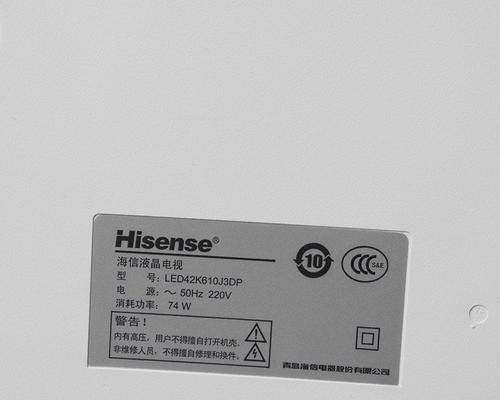 Hisense®
海信液晶电视
型 号: LED42K610J3DP
电 源: ～ 50Hz 220V
消耗功率: 74 W
10
CCC S&E
警告!
内有高压，用户不得擅自打开机壳.
非维修人员，不得擅自修理和换件.
青岛海信电器股份有限公司